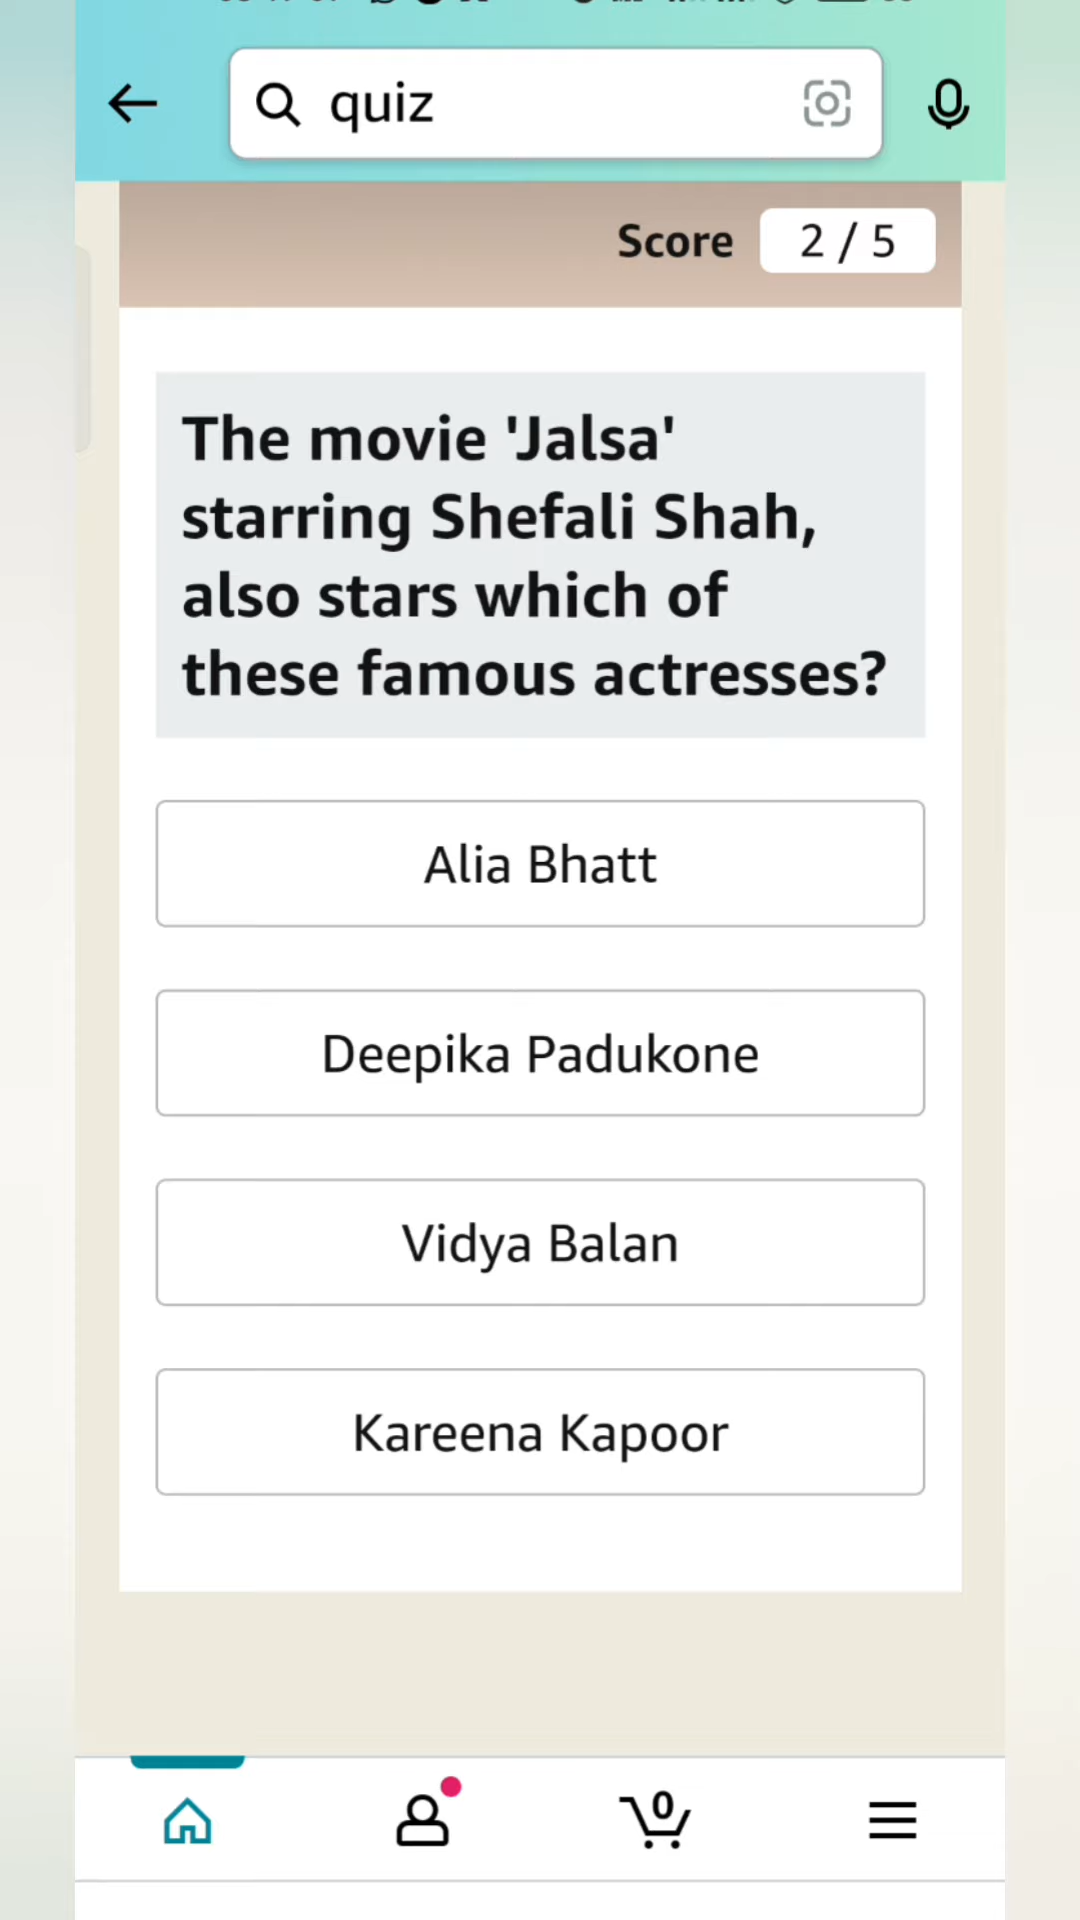 quiz
Score 2 / 5
The movie 'Jalsa'
starring Shefali Shah,
also stars which of
these famous actresses?
Alia Bhatt
Deepika Padukone
Vidya Balan
Kareena Kapoor
0